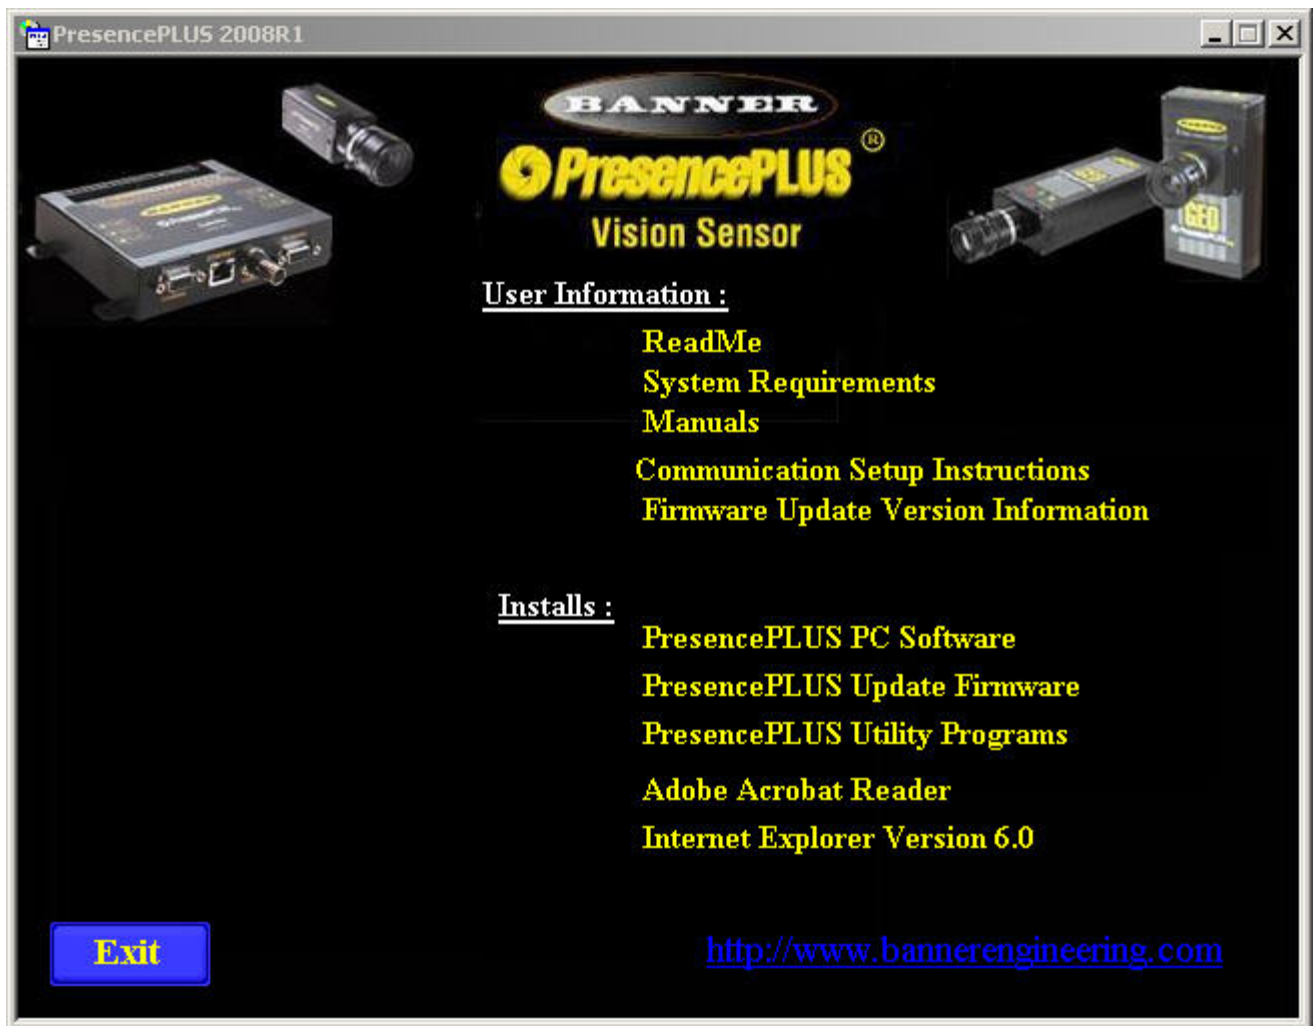 PresencePLUS 2008R1
BANNER
PresencePLUS®
Vision Sensor
GEO
GEO
User Information :
ReadMe
System Requirements
Manuals
Communication Setup Instructions
Firmware Update Version Information
Installs :
PresencePLUS PC Software
PresencePLUS Update Firmware
PresencePLUS Utility Programs
Adobe Acrobat Reader
Internet Explorer Version 6.0
Exit
http://www.bannerengineering.com